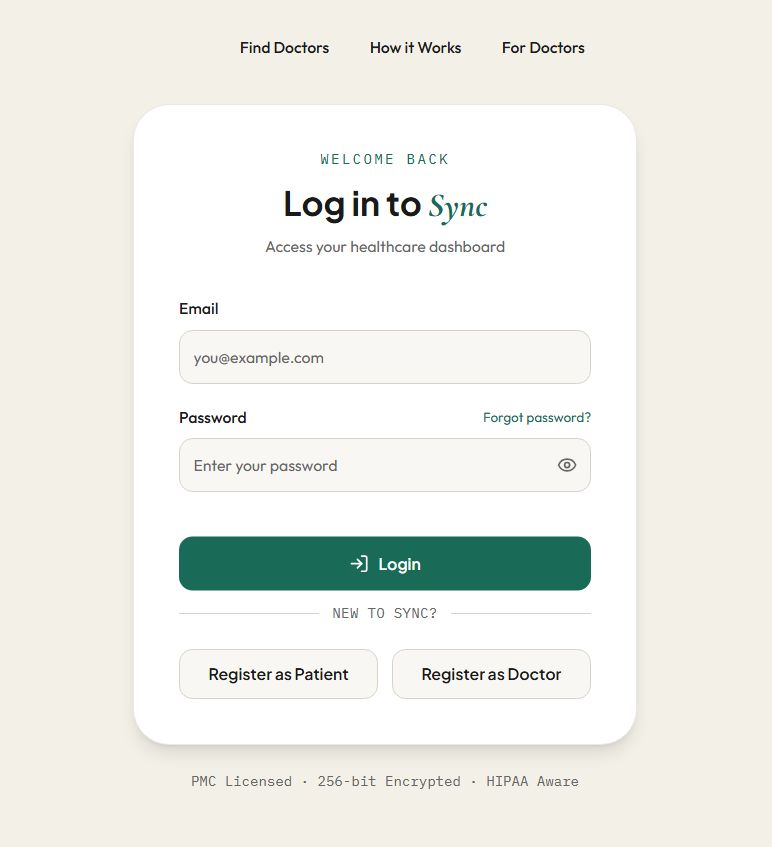 Find Doctors How it Works For Doctors
WELCOME BACK
Log in to Sync
Access your healthcare dashboard
Email
you@example.com
Password Forgot password?
Enter your password
Login
NEW TO SYNC?
Register as Patient Register as Doctor
PMC Licensed · 256-bit Encrypted · HIPAA Aware